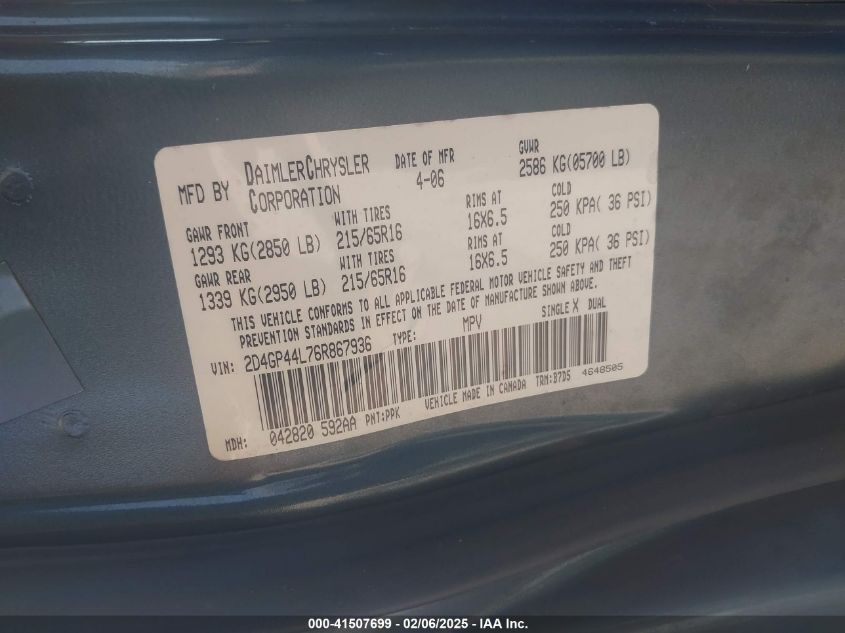 MFD BY DAIMLERCHRYSLER CORPORATION
DATE OF MFR 4-06
GVWR 2586 KG(05700 LB)
GAWR FRONT WITH TIRES RIMS AT COLD
1293 KG(2850 LB) 215/65R16 16X6.5 250 KPA( 36 PSI)
GAWR REAR WITH TIRES RIMS AT COLD
1339 KG(2950 LB) 215/65R16 16X6.5 250 KPA( 36 PSI)
THIS VEHICLE CONFORMS TO ALL APPLICABLE FEDERAL MOTOR VEHICLE SAFETY AND THEFT
PREVENTION STANDARDS IN EFFECT ON THE DATE OF MANUFACTURE SHOWN ABOVE.
VIN: 2D4GP44L76R867936 TYPE: MPV SINGLE X DUAL
MDH: 042820 592AA PNT:PPK VEHICLE MADE IN CANADA TRM:B7D5 4648505
000-41507699 - 02/06/2025 - IAA Inc.